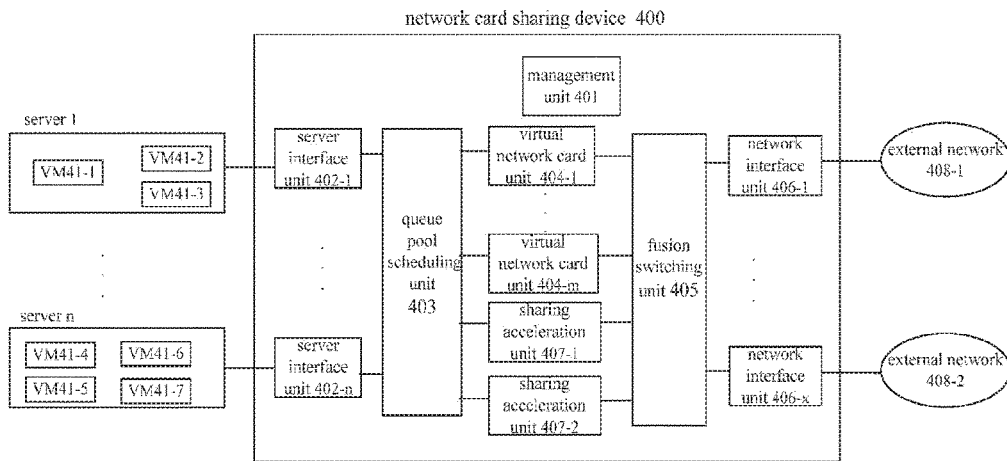 network card sharing device 400
management
unit 401
server 1
VM41-1
VM41-2
VM41-3
server
interface
unit 402-1
virtual
network card
unit 404-1
network
interface
unit 406-1
external network
408-1
queue
pool
scheduling
unit
403
virtual
network card
unit 404-m
fusion
switching
unit 405
sharing
acceleration
unit 407-1
server n
VM41-4
VM41-6
VM41-5
VM41-7
server
interface
unit 402-n
sharing
acceleration
unit 407-2
network
interface
unit 406-x
external network
408-2